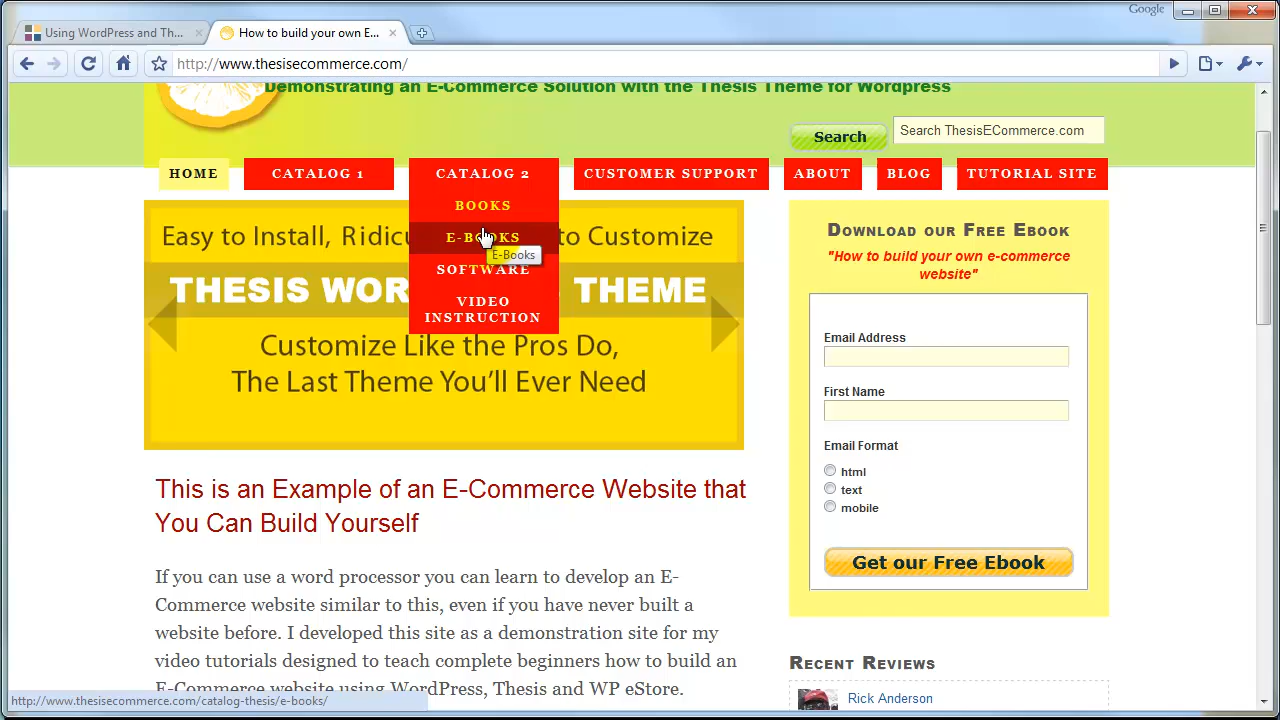 Google
Using WordPress and Th...
How to build your own E...
http://www.thesisecommerce.com/
Demonstrating an E-Commerce Solution with the Thesis Theme for Wordpress
Search
Search ThesisECommerce.com
HOME
CATALOG 1
CATALOG 2
CUSTOMER SUPPORT
ABOUT
BLOG
TUTORIAL SITE
BOOKS
E-BOOKS
E-Books
SOFTWARE
VIDEO
INSTRUCTION
Easy to Install, to Customize
THESIS THEME
Customize Like the Pros Do,
The Last Theme You'll Ever Need
Download our Free Ebook
"How to build your own e-commerce
website"
Email Address
First Name
Email Format
html
text
mobile
Get our Free Ebook
This is an Example of an E-Commerce Website that
You Can Build Yourself
If you can use a word processor you can learn to develop an E-
Commerce website similar to this, even if you have never built a
website before. I developed this site as a demonstration site for my
video tutorials designed to teach complete beginners how to build an
E-Commerce website using WordPress, Thesis and WP eStore.
Recent Reviews
Rick Anderson
http://www.thesisecommerce.com/catalog-thesis/e-books/